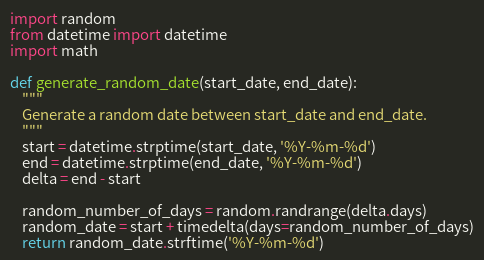 import random
from datetime import datetime
import math

def generate_random_date(start_date, end_date):
    """
    Generate a random date between start_date and end_date.
    """
    start = datetime.strptime(start_date, '%Y-%m-%d')
    end = datetime.strptime(end_date, '%Y-%m-%d')
    delta = end - start

    random_number_of_days = random.randrange(delta.days)
    random_date = start + timedelta(days=random_number_of_days)
    return random_date.strftime('%Y-%m-%d')